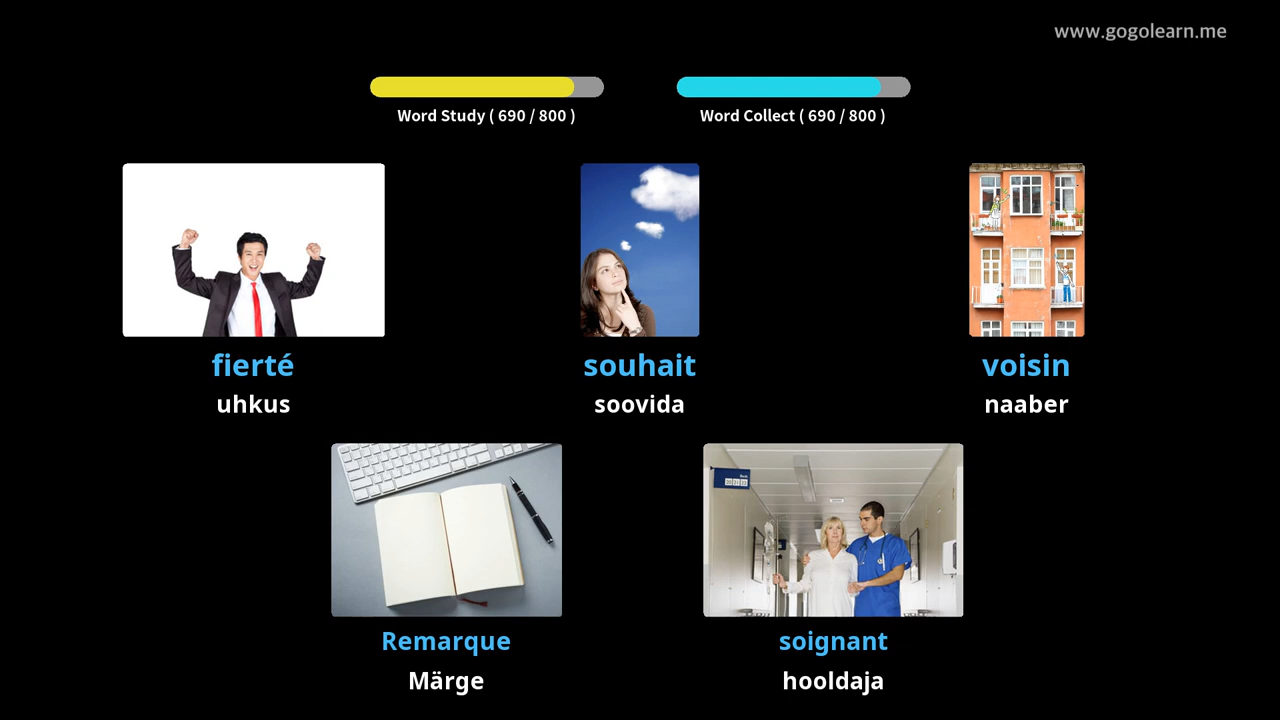 www.gogolearn.me
Word Study ( 690 / 800 )
Word Collect ( 690 / 800 )
fierté
souhait
voisin
uhkus
soovida
naaber
Remarque
soignant
Märge
hooldaja